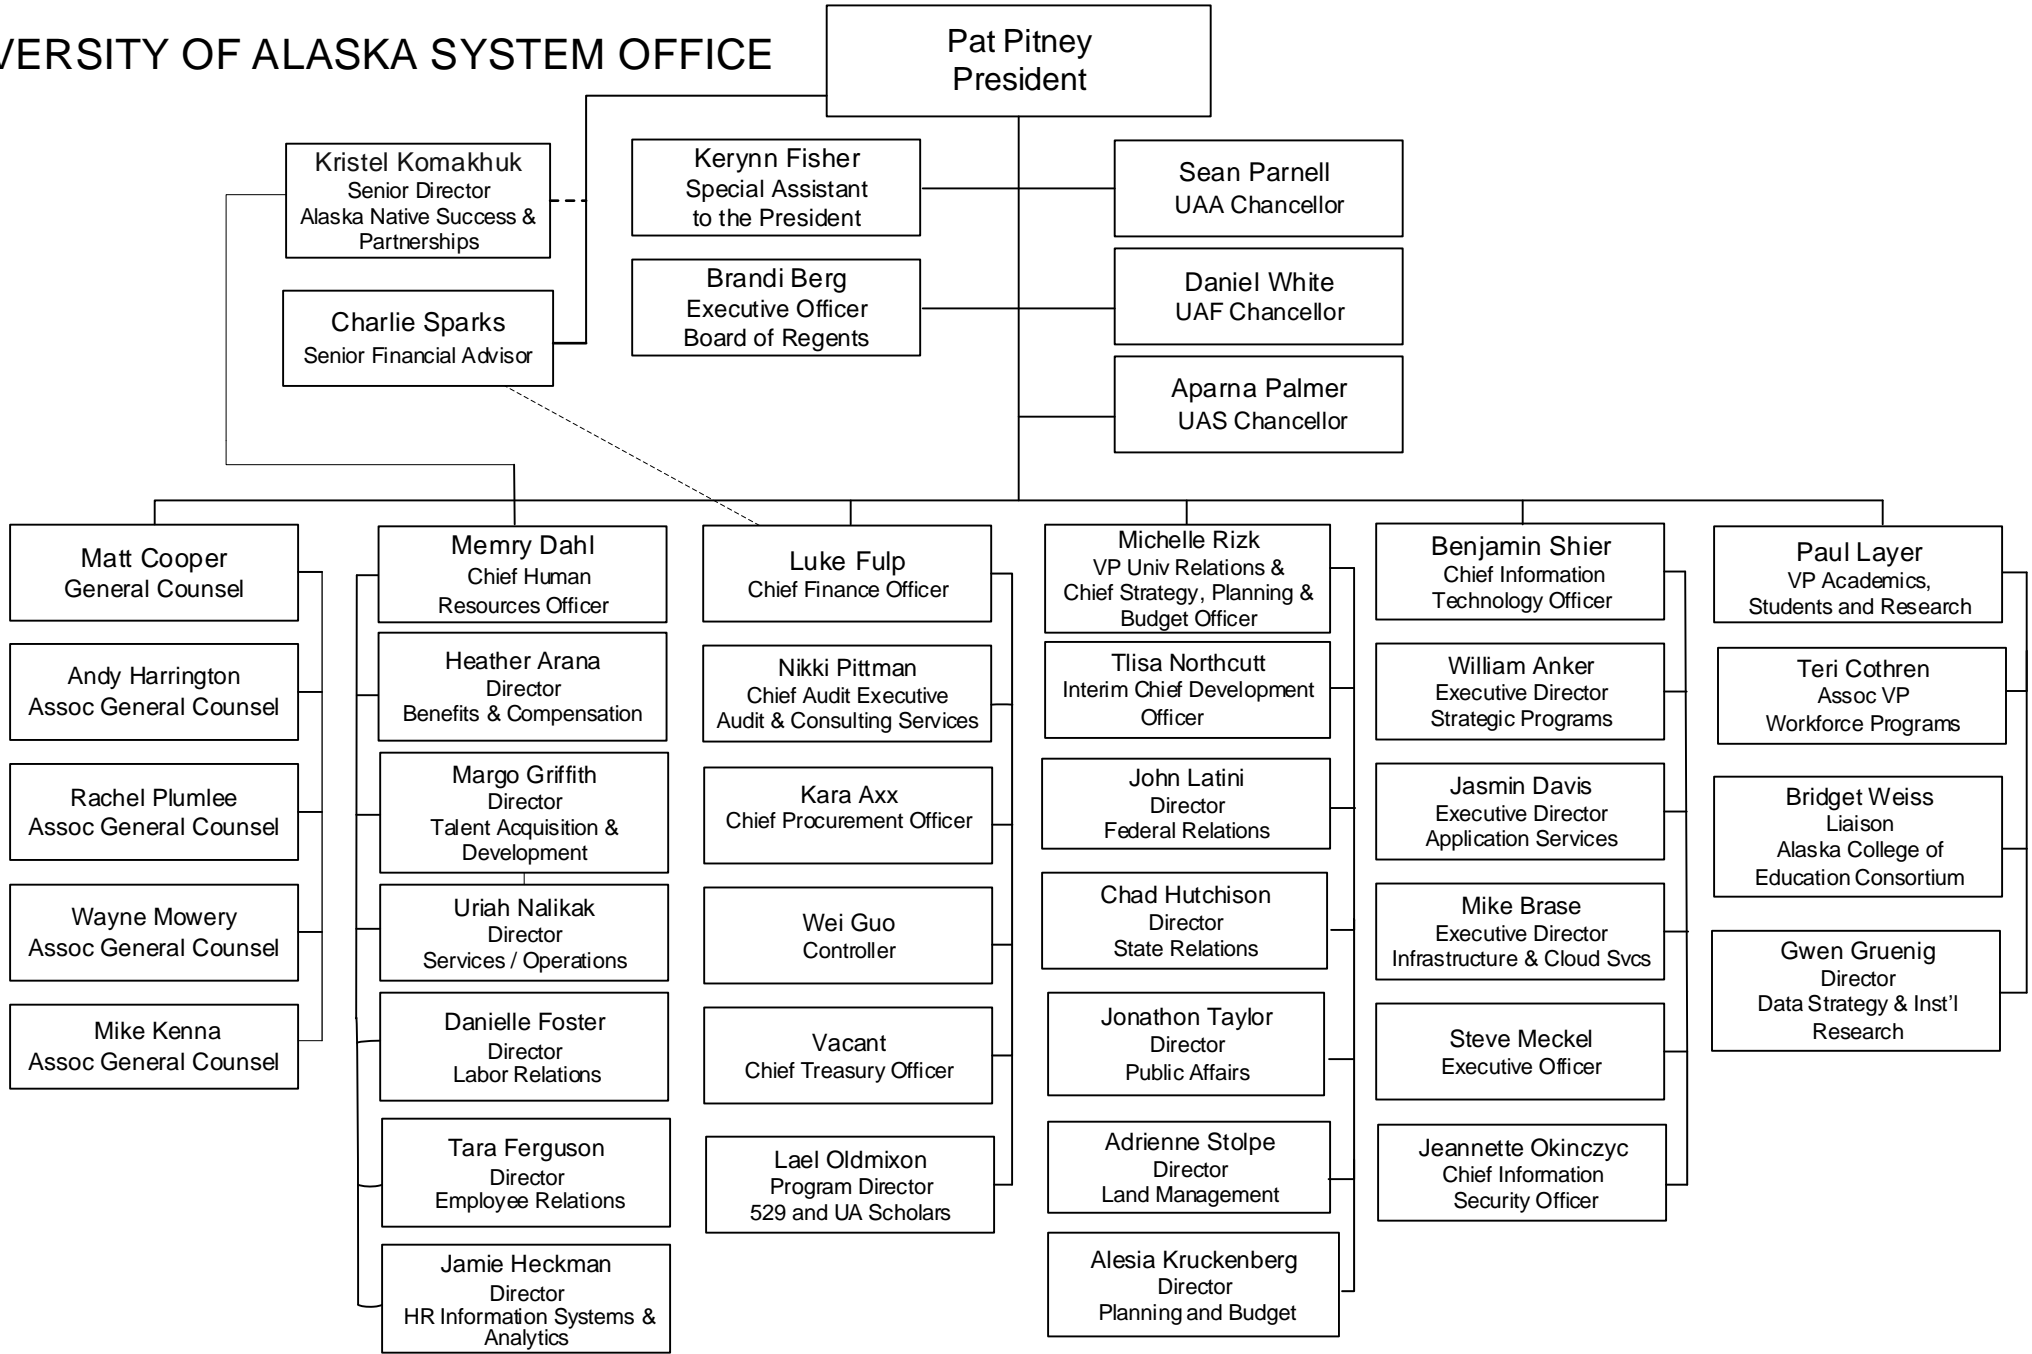 VERSITY OF ALASKA SYSTEM OFFICE
Pat Pitney
President
Kristel Komakhuk
Senior Director
Alaska Native Success &
Partnerships
Charlie Sparks
Senior Financial Advisor
Kerynn Fisher
Special Assistant
to the President
Brandi Berg
Executive Officer
Board of Regents
Sean Parnell
UAA Chancellor
Daniel White
UAF Chancellor
Aparna Palmer
UAS Chancellor
Matt Cooper
General Counsel
Andy Harrington
Assoc General Counsel
Rachel Plumlee
Assoc General Counsel
Wayne Mowery
Assoc General Counsel
Mike Kenna
Assoc General Counsel
Memry Dahl
Chief Human
Resources Officer
Heather Arana
Director
Benefits & Compensation
Margo Griffith
Director
Talent Acquisition &
Development
Uriah Nalikak
Director
Services / Operations
Danielle Foster
Director
Labor Relations
Tara Ferguson
Director
Employee Relations
Jamie Heckman
Director
HR Information Systems &
Analytics
Luke Fulp
Chief Finance Officer
Nikki Pittman
Chief Audit Executive
Audit & Consulting Services
Kara Axx
Chief Procurement Officer
Wei Guo
Controller
Vacant
Chief Treasury Officer
Lael Oldmixon
Program Director
529 and UA Scholars
Michelle Rizk
VP Univ Relations &
Chief Strategy, Planning &
Budget Officer
Tlisa Northcutt
Interim Chief Development
Officer
John Latini
Director
Federal Relations
Chad Hutchison
Director
State Relations
Jonathon Taylor
Director
Public Affairs
Adrienne Stolpe
Director
Land Management
Alesia Kruckenberg
Director
Planning and Budget
Benjamin Shier
Chief Information
Technology Officer
William Anker
Executive Director
Strategic Programs
Jasmin Davis
Executive Director
Application Services
Mike Brase
Executive Director
Infrastructure & Cloud Svcs
Steve Meckel
Executive Officer
Jeannette Okinczyc
Chief Information
Security Officer
Paul Layer
VP Academics,
Students and Research
Teri Cothren
Assoc VP
Workforce Programs
Bridget Weiss
Liaison
Alaska College of
Education Consortium
Gwen Gruenig
Director
Data Strategy & Inst’l
Research